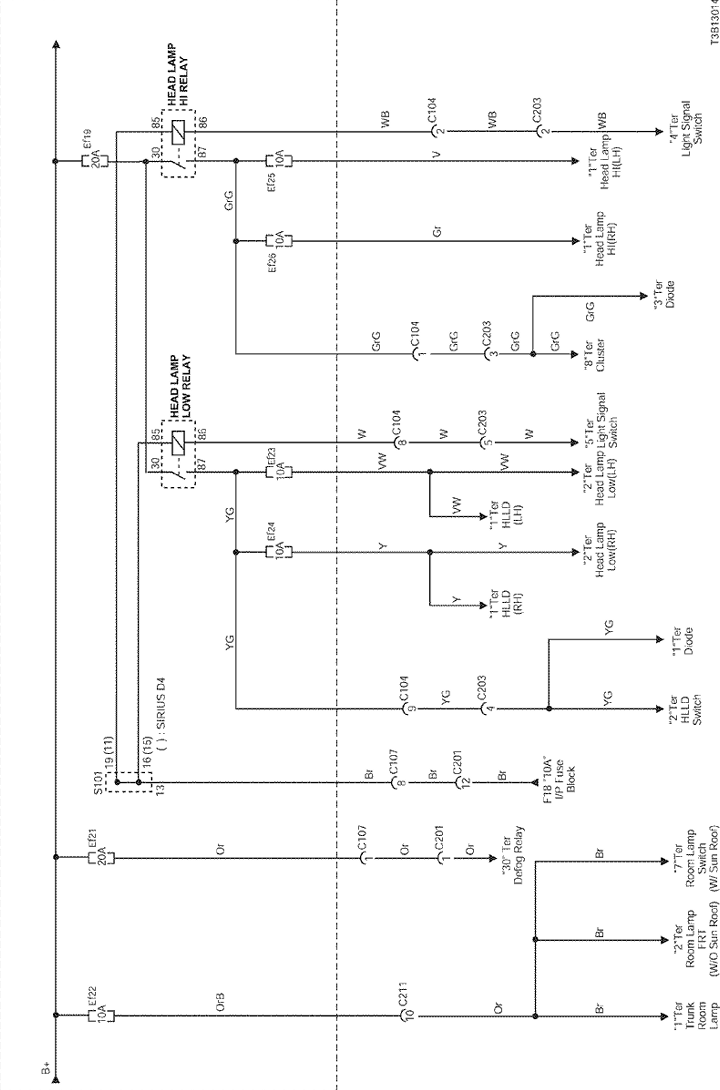 T3B13014
B+
Ef22
10A
OrB
C211
10
Or
Br
"1"Ter
Trunk
Room
Lamp
Br
"2"Ter
Room Lamp
FRT
(W/O Sun Roof)
Br
"7"Ter
Room Lamp
Switch
(W/ Sun Roof)
Ef21
20A
Or
C107
1
Or
C201
1
Or
"30" Ter
Defog Relay
S101
19 (11)
16 (15)
13
( ) : SIRIUS D4
Br
C107
8
Br
C201
12
Br
F18 "10A"
I/P Fuse
Block
YG
YG
C104
9
YG
C203
4
YG
YG
"2"Ter
HLLD
Switch
"1"Ter
Diode
HEAD LAMP
LOW RELAY
30
85
87
86
Ef24
10A
Y
Y
Y
"1"Ter
HLLD
(RH)
"2"Ter
Head Lamp
Low(RH)
Ef23
10A
VW
VW
VW
"1"Ter
HLLD
(LH)
"2"Ter
Head Lamp
Low(LH)
W
C104
8
W
C203
5
W
"5"Ter
Light Signal
Switch
GrG
GrG
C104
1
GrG
C203
3
GrG
GrG
GrG
"8"Ter
Cluster
"3"Ter
Diode
Ef26
10A
Gr
"1"Ter
Head Lamp
HI(RH)
Ef19
20A
HEAD LAMP
HI RELAY
30
85
87
86
Ef25
10A
V
"1"Ter
Head Lamp
HI(LH)
WB
C104
2
WB
C203
2
WB
"4"Ter
Light Signal
Switch